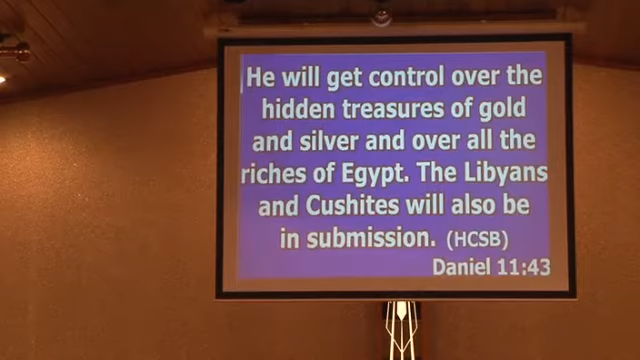 He will get control over the
hidden treasures of gold
and silver and over all the
riches of Egypt. The Libyans
and Cushites will also be
in submission. (HCSB)
Daniel 11:43